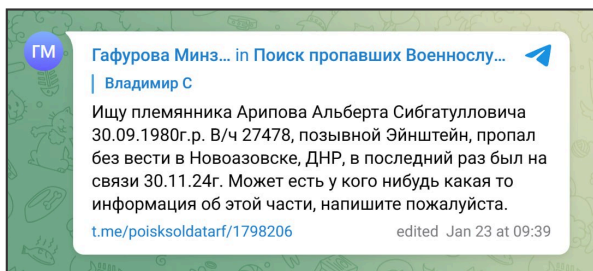 ГМ
Гафурова Минз... in Поиск пропавших Военнослу...
Владимир С
Ищу племянника Арипова Альберта Сибгатулловича
30.09.1980г.р. В/ч 27478, позывной Эйнштейн, пропал
без вести в Новоазовске, ДНР, в последний раз был на
связи 30.11.24г. Может есть у кого нибудь какая то
информация об этой части, напишите пожалуйста.
t.me/poisksoldatarf/1798206 edited Jan 23 at 09:39